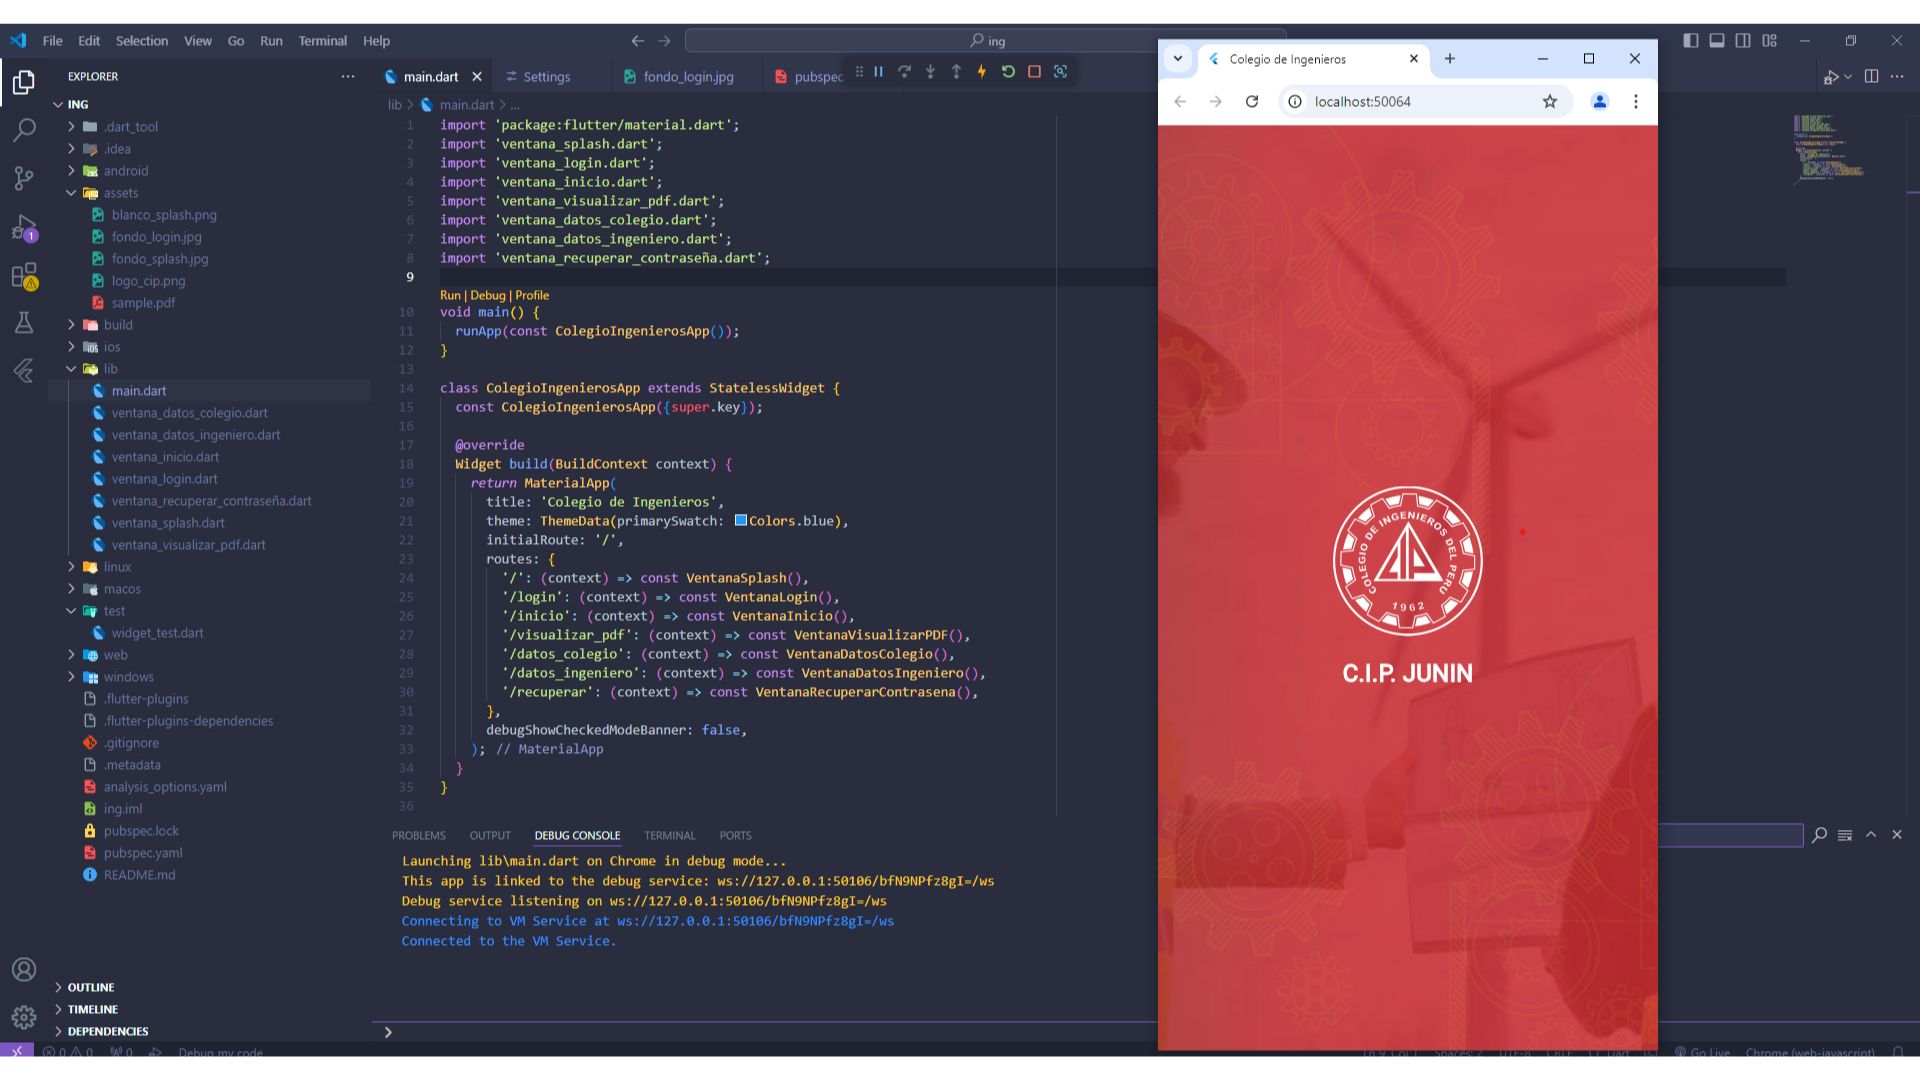 File Edit Selection View Go Run Terminal Help
ing
EXPLORER
ING
.dart_tool
.idea
android
assets
blanco_splash.png
fondo_login.jpg
fondo_splash.jpg
logo_cip.png
sample.pdf
build
ios
lib
main.dart
ventana_datos_colegio.dart
ventana_datos_ingeniero.dart
ventana_inicio.dart
ventana_login.dart
ventana_recuperar_contraseña.dart
ventana_splash.dart
ventana_visualizar_pdf.dart
linux
macos
test
widget_test.dart
web
windows
.flutter-plugins
.flutter-plugins-dependencies
.gitignore
.metadata
analysis_options.yaml
ing.iml
pubspec.lock
pubspec.yaml
README.md
OUTLINE
TIMELINE
DEPENDENCIES
1
main.dart Settings fondo_login.jpg pubspec
lib > main.dart > ...
1 import 'package:flutter/material.dart';
2 import 'ventana_splash.dart';
3 import 'ventana_login.dart';
4 import 'ventana_inicio.dart';
5 import 'ventana_visualizar_pdf.dart';
6 import 'ventana_datos_colegio.dart';
7 import 'ventana_datos_ingeniero.dart';
8 import 'ventana_recuperar_contraseña.dart';
9
Run | Debug | Profile
10 void main() {
11 runApp(const ColegioIngenierosApp());
12 }
13
14 class ColegioIngenierosApp extends StatelessWidget {
15 const ColegioIngenierosApp({super.key});
16
17 @override
18 Widget build(BuildContext context) {
19 return MaterialApp(
20 title: 'Colegio de Ingenieros',
21 theme: ThemeData(primarySwatch: Colors.blue),
22 initialRoute: '/',
23 routes: {
24 '/': (context) => const VentanaSplash(),
25 '/login': (context) => const VentanaLogin(),
26 '/inicio': (context) => const VentanaInicio(),
27 '/visualizar_pdf': (context) => const VentanaVisualizarPDF(),
28 '/datos_colegio': (context) => const VentanaDatosColegio(),
29 '/datos_ingeniero': (context) => const VentanaDatosIngeniero(),
30 '/recuperar': (context) => const VentanaRecuperarContrasena(),
31 },
32 debugShowCheckedModeBanner: false,
33 ); // MaterialApp
34 }
35 }
36
PROBLEMS OUTPUT DEBUG CONSOLE TERMINAL PORTS
Launching lib\main.dart on Chrome in debug mode...
This app is linked to the debug service: ws://127.0.0.1:50106/bfN9NPfz8gI=/ws
Debug service listening on ws://127.0.0.1:50106/bfN9NPfz8gI=/ws
Connecting to VM Service at ws://127.0.0.1:50106/bfN9NPfz8gI=/ws
Connected to the VM Service.
Colegio de Ingenieros
localhost:50064
COLEGIO DE INGENIEROS DEL PERU
1962
C.I.P. JUNIN
0 0 0 Debug my code
Ln 9, Col 1 Spaces: 2 UTF-8 CRLF Dart Go Live Chrome (web-javascript)